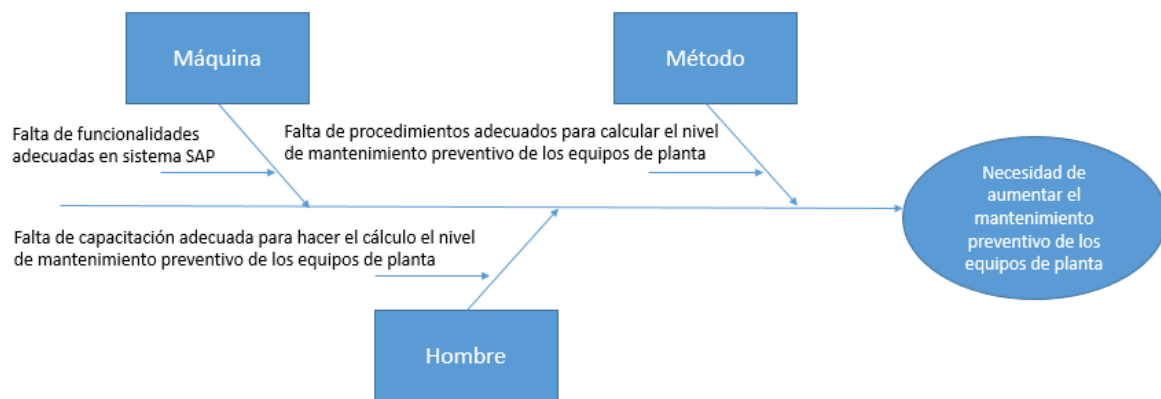 Máquina
Método
Falta de funcionalidades
adecuadas en sistema SAP
Falta de procedimientos adecuados para calcular el nivel
de mantenimiento preventivo de los equipos de planta
Necesidad de
aumentar el
mantenimiento
preventivo de los
equipos de planta
Falta de capacitación adecuada para hacer el cálculo el nivel
de mantenimiento preventivo de los equipos de planta
Hombre